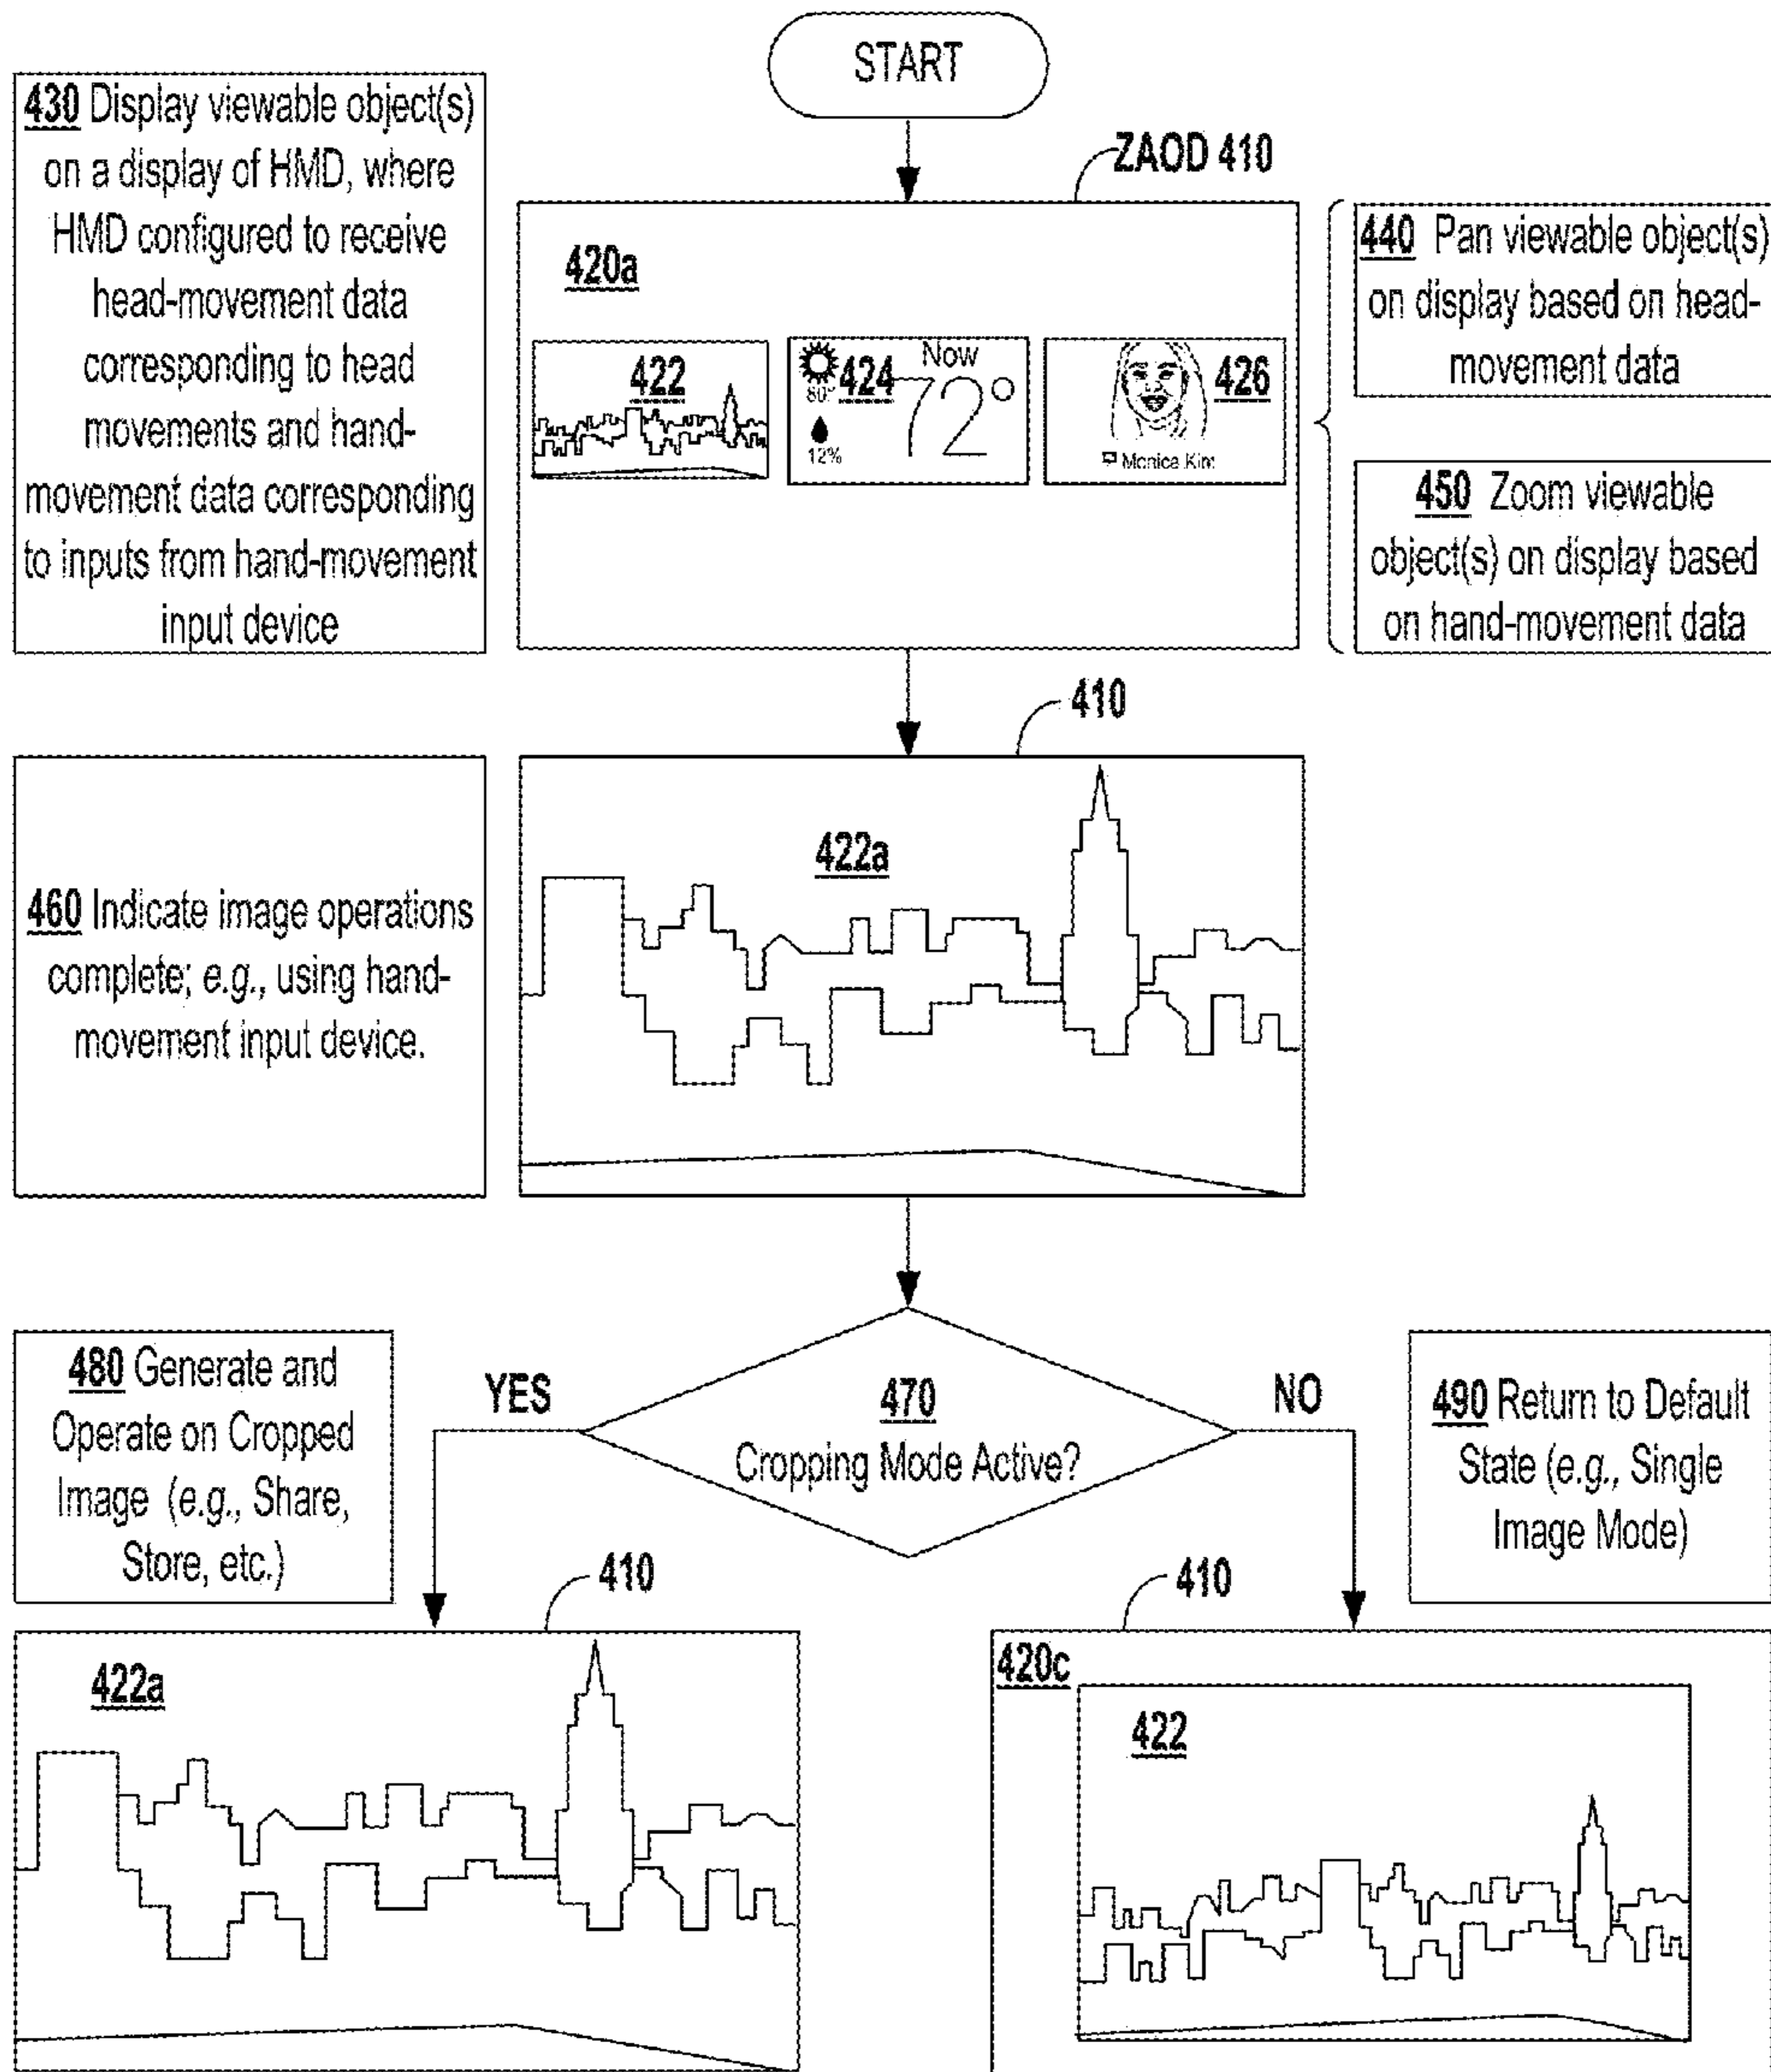 START
430 Display viewable object(s)
on a display of HMD, where
HMD configured to receive
head-movement data
corresponding to head
movements and hand-
movement data corresponding
to inputs from hand-movement
input device
ZAOD 410
420a
422
424
Now
72°
80°
12%
426
Monica Kim
440 Pan viewable object(s)
on display based on head-
movement data
450 Zoom viewable
object(s) on display based
on hand-movement data
410
422a
460 Indicate image operations
complete; e.g., using hand-
movement input device.
470
Cropping Mode Active?
YES
NO
480 Generate and
Operate on Cropped
Image (e.g., Share,
Store, etc.)
490 Return to Default
State (e.g., Single
Image Mode)
410
422a
410
420c
422